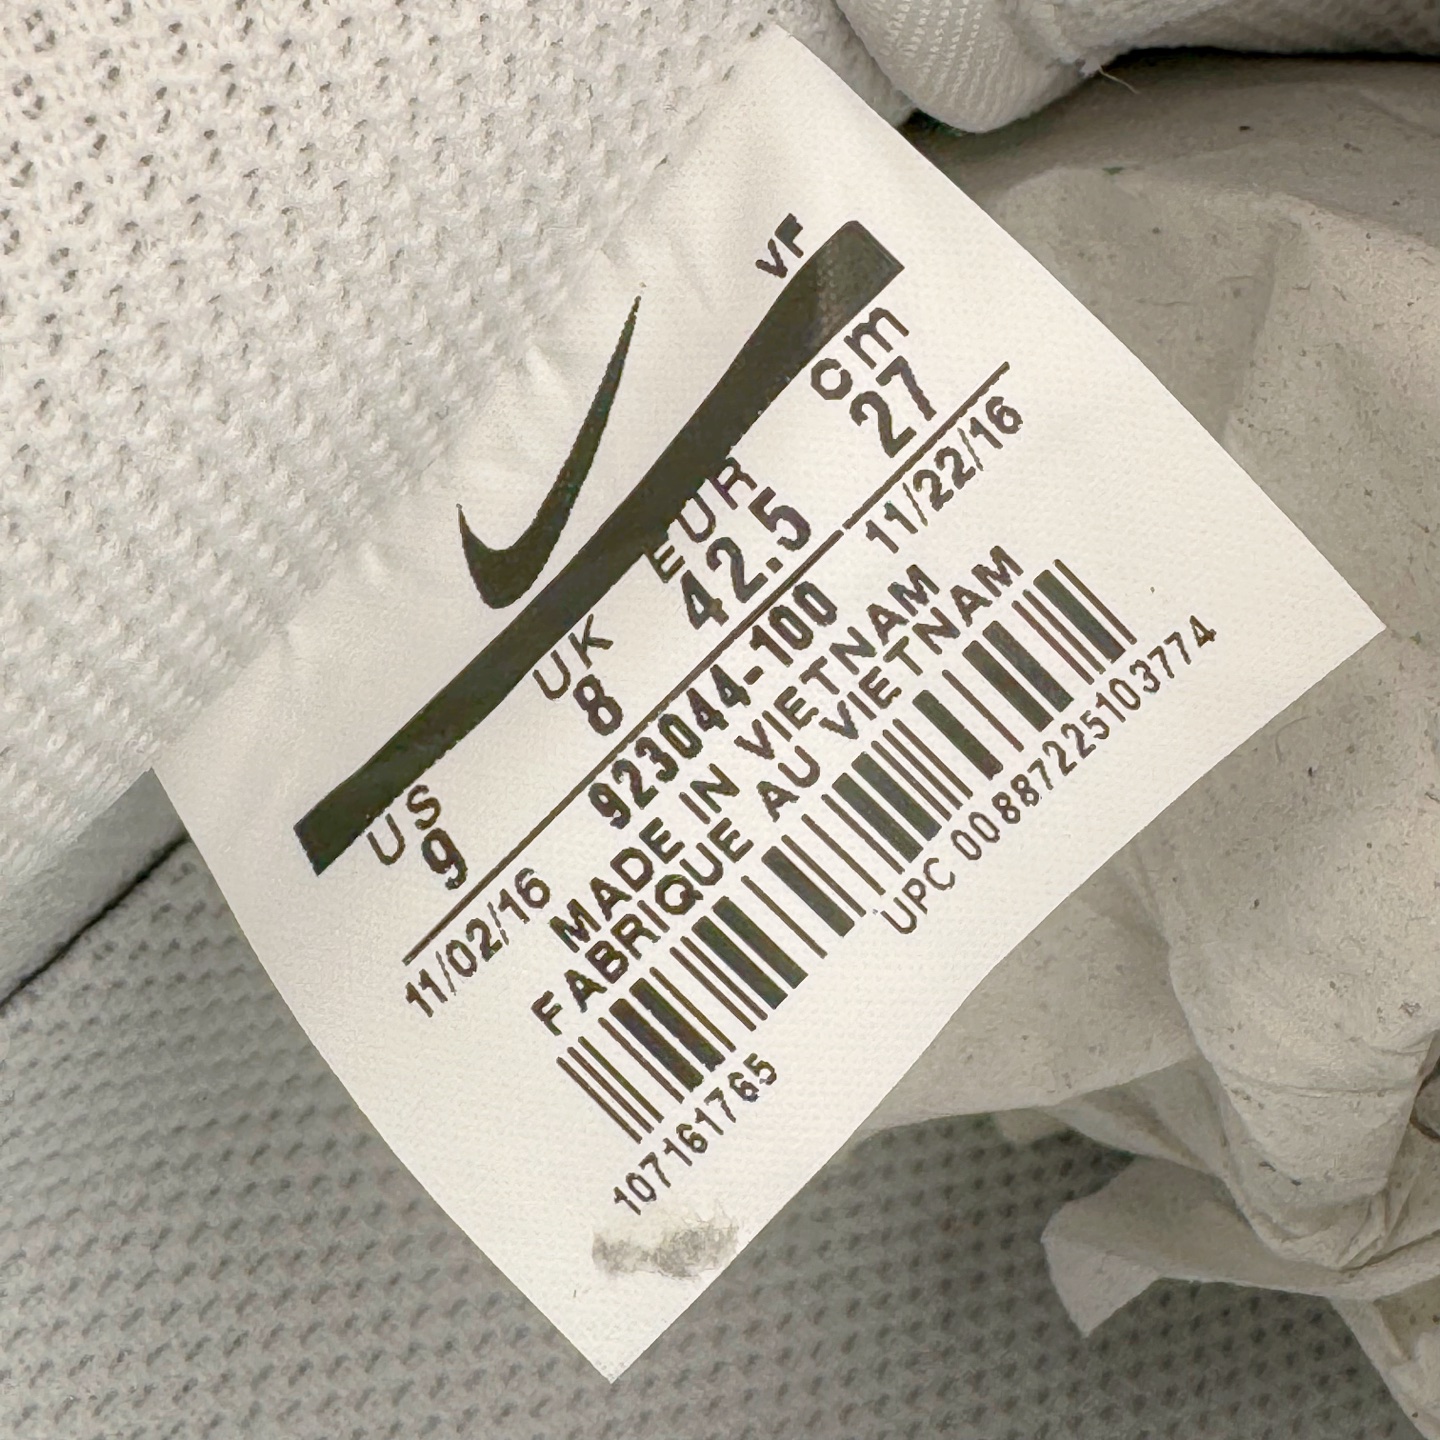 VF
US UK EUR cm
9 8 42.5 27
11/02/16 923044-100 11/22/16
MADE IN VIETNAM
FABRIQUE AU VIETNAM
107161765 UPC 00887225103774